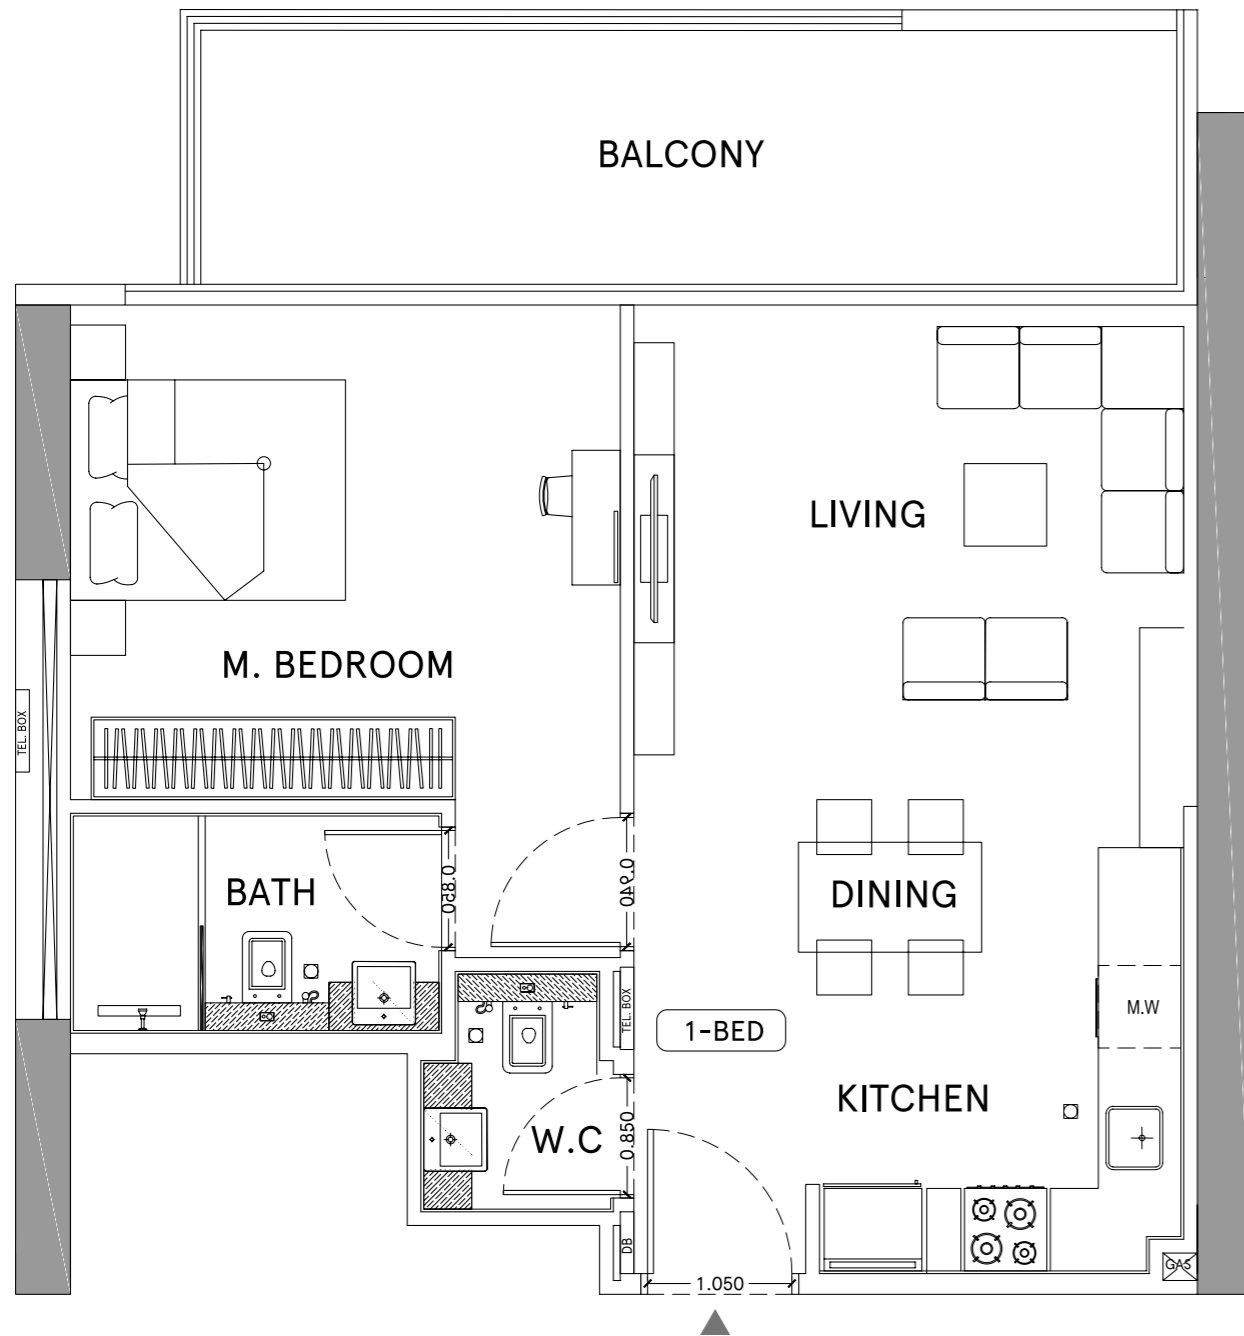 BALCONY
LIVING
M. BEDROOM
TEL. BOX
0.850
0.940
BATH
DINING
TEL. BOX
1-BED
M.W
KITCHEN
W.C
0.850
DB
1.050
GAS